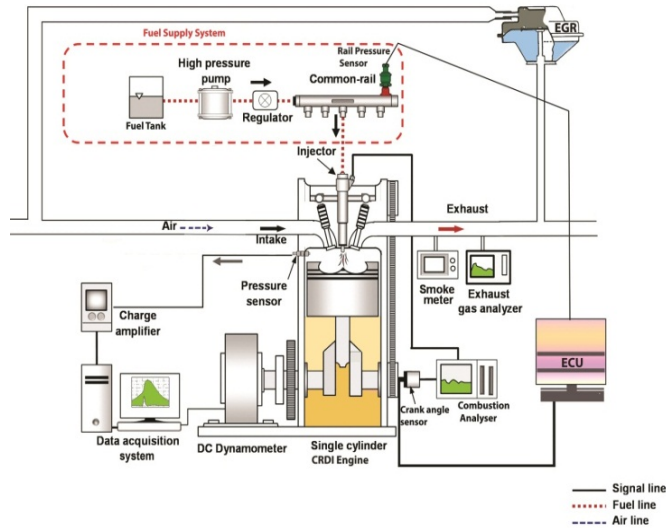 Fuel Supply System
EGR
Rail Pressure
Sensor
High pressure
pump
Common-rail
Fuel Tank
Regulator
Injector
Air
Intake
Exhaust
Pressure
sensor
Smoke
meter
Exhaust
gas analyzer
Charge
amplifier
ECU
Crank angle
sensor
Combustion
Analyser
Data acquisition
system
DC Dynamometer
Single cylinder
CRDI Engine
Signal line
Fuel line
Air line